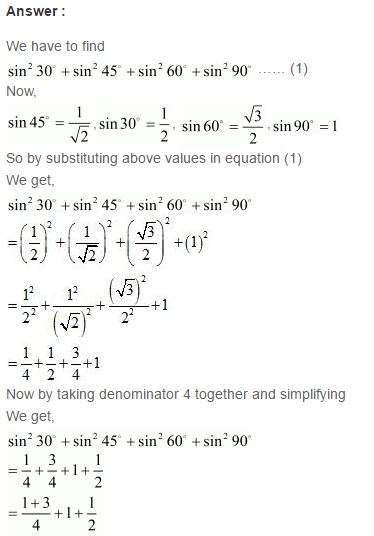 Answer :
We have to find
sin² 30° + sin² 45° + sin² 60° + sin² 90° ...... (1)
Now,
sin 45° = 1/√2, sin 30° = 1/2, sin 60° = √3/2, sin 90° = 1
So by substituting above values in equation (1)
We get,
sin² 30° + sin² 45° + sin² 60° + sin² 90°
= (1/2)² + (1/√2)² + (√3/2)² + (1)²
= 1²/2² + 1²/(√2)² + (√3)²/2² + 1
= 1/4 + 1/2 + 3/4 + 1
Now by taking denominator 4 together and simplifying
We get,
sin² 30° + sin² 45° + sin² 60° + sin² 90°
= 1/4 + 3/4 + 1 + 1/2
= (1+3)/4 + 1 + 1/2